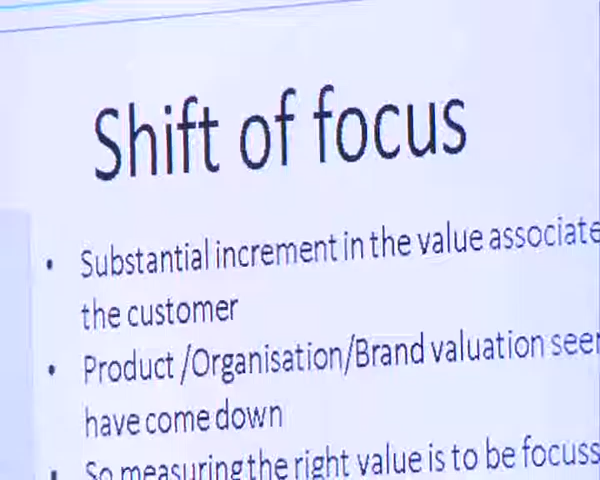 Shift of focus
• Substantial increment in the value associate
the customer
• Product /Organisation/Brand valuation seem
have come down
• So measuring the right value is to be focuss